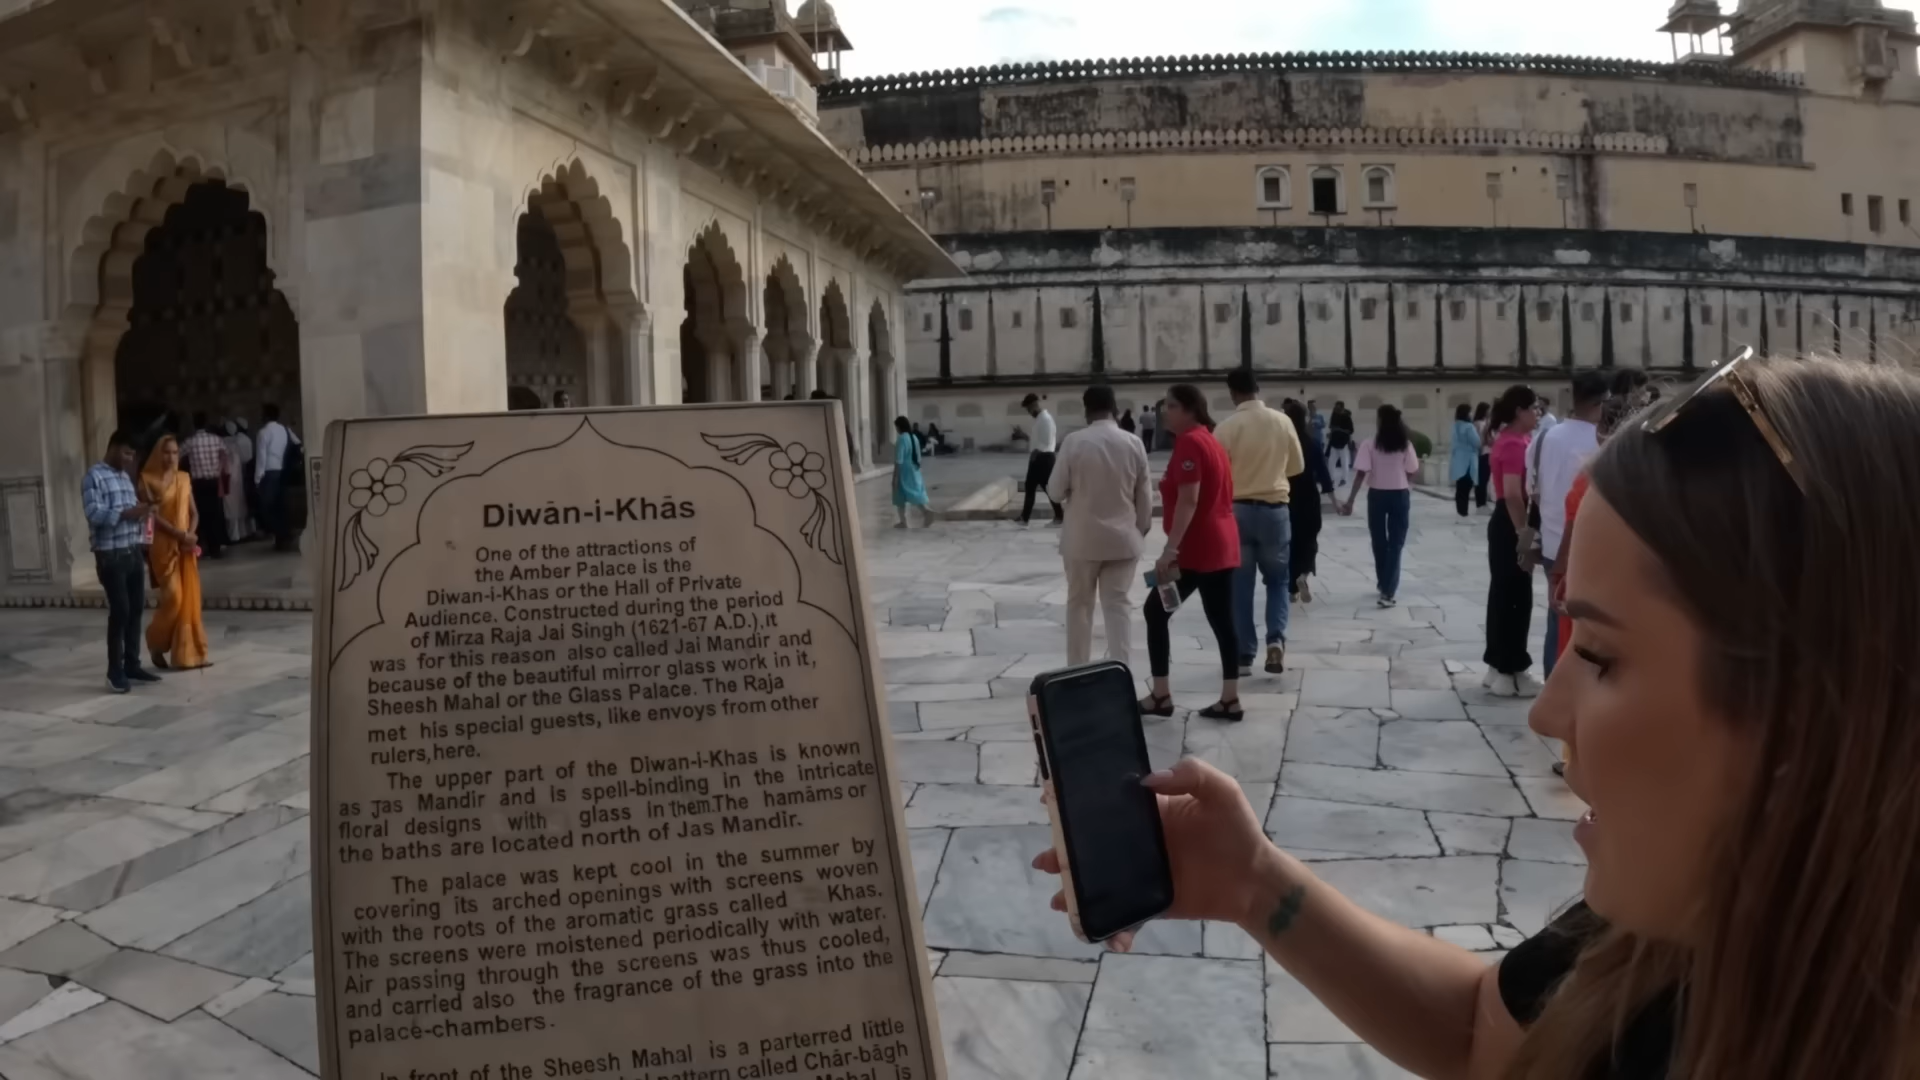 Diwān-i-Khās
One of the attractions of
the Amber Palace is the
Diwan-i-Khas or the Hall of Private
Audience. Constructed during the period
of Mirza Raja Jai Singh (1621-67 A.D.),it
was for this reason also called Jai Mandir and
because of the beautiful mirror glass work in it,
Sheesh Mahal or the Glass Palace. The Raja
met his special guests, like envoys from other
rulers,here.
The upper part of the Diwan-i-Khas is known
as Jas Mandir and is spell-binding in the intricate
floral designs with glass in them.The hamāms or
the baths are located north of Jas Mandir.
The palace was kept cool in the summer by
covering its arched openings with screens woven
with the roots of the aromatic grass called Khas.
The screens were moistened periodically with water.
Air passing through the screens was thus cooled,
and carried also the fragrance of the grass into the
palace-chambers.
In front of the Sheesh Mahal is a parterred little
pattern called Chār-bāgh
Mahal is